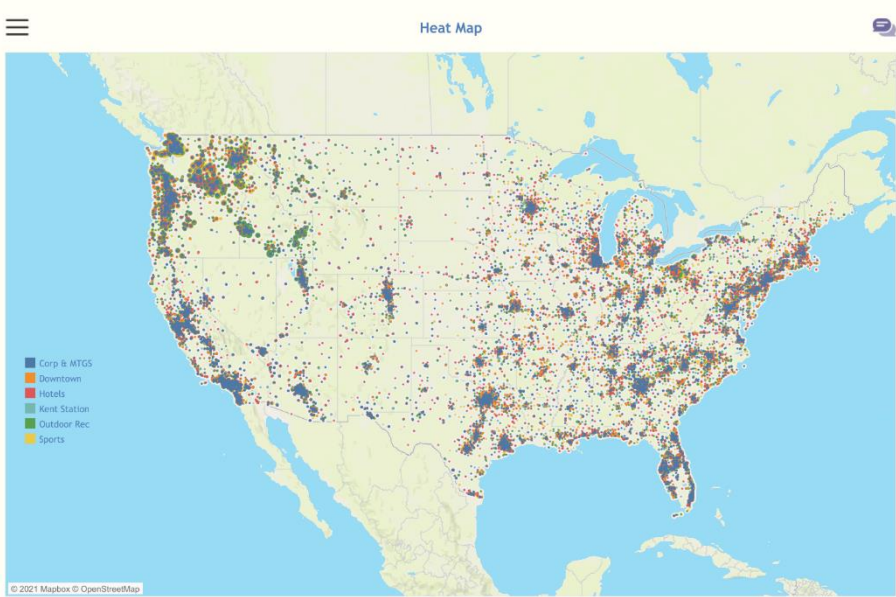 Heat Map
Corp & MTGS
Downtown
Hotels
Kent Station
Outdoor Rec
Sports
© 2021 Mapbox © OpenStreetMap